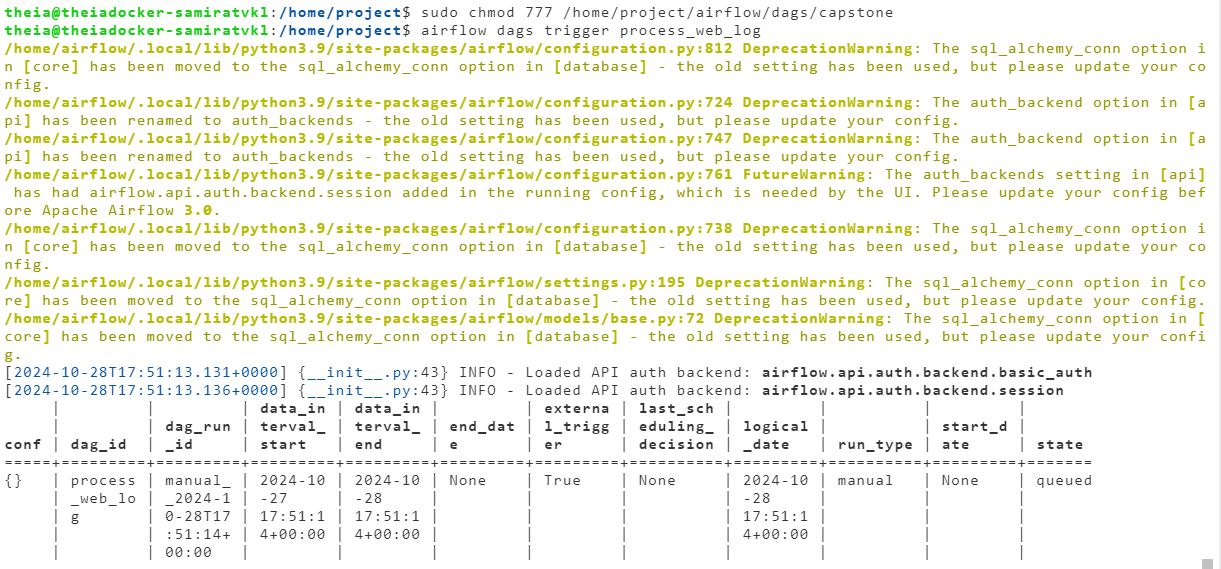 theia@theiadocker-samiratvk1:/home/project$ sudo chmod 777 /home/project/airflow/dags/capstone
theia@theiadocker-samiratvk1:/home/project$ airflow dags trigger process_web_log
/home/airflow/.local/lib/python3.9/site-packages/airflow/configuration.py:812 DeprecationWarning: The sql_alchemy_conn option i
n [core] has been moved to the sql_alchemy_conn option in [database] - the old setting has been used, but please update your co
nfig.
/home/airflow/.local/lib/python3.9/site-packages/airflow/configuration.py:724 DeprecationWarning: The auth_backend option in [a
pi] has been renamed to auth_backends - the old setting has been used, but please update your config.
/home/airflow/.local/lib/python3.9/site-packages/airflow/configuration.py:747 DeprecationWarning: The auth_backend option in [a
pi] has been renamed to auth_backends - the old setting has been used, but please update your config.
/home/airflow/.local/lib/python3.9/site-packages/airflow/configuration.py:761 FutureWarning: The auth_backends setting in [api]
 has had airflow.api.auth.backend.session added in the running config, which is needed by the UI. Please update your config bef
ore Apache Airflow 3.0.
/home/airflow/.local/lib/python3.9/site-packages/airflow/configuration.py:738 DeprecationWarning: The sql_alchemy_conn option i
n [core] has been moved to the sql_alchemy_conn option in [database] - the old setting has been used, but please update your co
nfig.
/home/airflow/.local/lib/python3.9/site-packages/airflow/settings.py:195 DeprecationWarning: The sql_alchemy_conn option in [co
re] has been moved to the sql_alchemy_conn option in [database] - the old setting has been used, but please update your config.
/home/airflow/.local/lib/python3.9/site-packages/airflow/models/base.py:72 DeprecationWarning: The sql_alchemy_conn option in [
core] has been moved to the sql_alchemy_conn option in [database] - the old setting has been used, but please update your confi
g.
[2024-10-28T17:51:13.131+0000] {__init__.py:43} INFO - Loaded API auth backend: airflow.api.auth.backend.basic_auth
[2024-10-28T17:51:13.136+0000] {__init__.py:43} INFO - Loaded API auth backend: airflow.api.auth.backend.session
     |         |         | data_in | data_in |         | externa | last_sch |         |          |         |
     |         | dag_run | terval_ | terval_ | end_dat | l_trigg | eduling_ | logical |          | start_d |
conf | dag_id  | _id     | start   | end     | e       | er      | decision | _date   | run_type | ate     | state
=====+=========+=========+=========+=========+=========+=========+==========+=========+==========+=========+=======
{}   | process | manual_ | 2024-10 | 2024-10 | None    | True    | None     | 2024-10 | manual   | None    | queued
     | _web_lo | _2024-1 | -27     | -28     |         |         |          | -28     |          |         |
     | g       | 0-28T17 | 17:51:1 | 17:51:1 |         |         |          | 17:51:1 |          |         |
     |         | :51:14+ | 4+00:00 | 4+00:00 |         |         |          | 4+00:00 |          |         |
     |         | 00:00   |         |         |         |         |          |         |          |         |